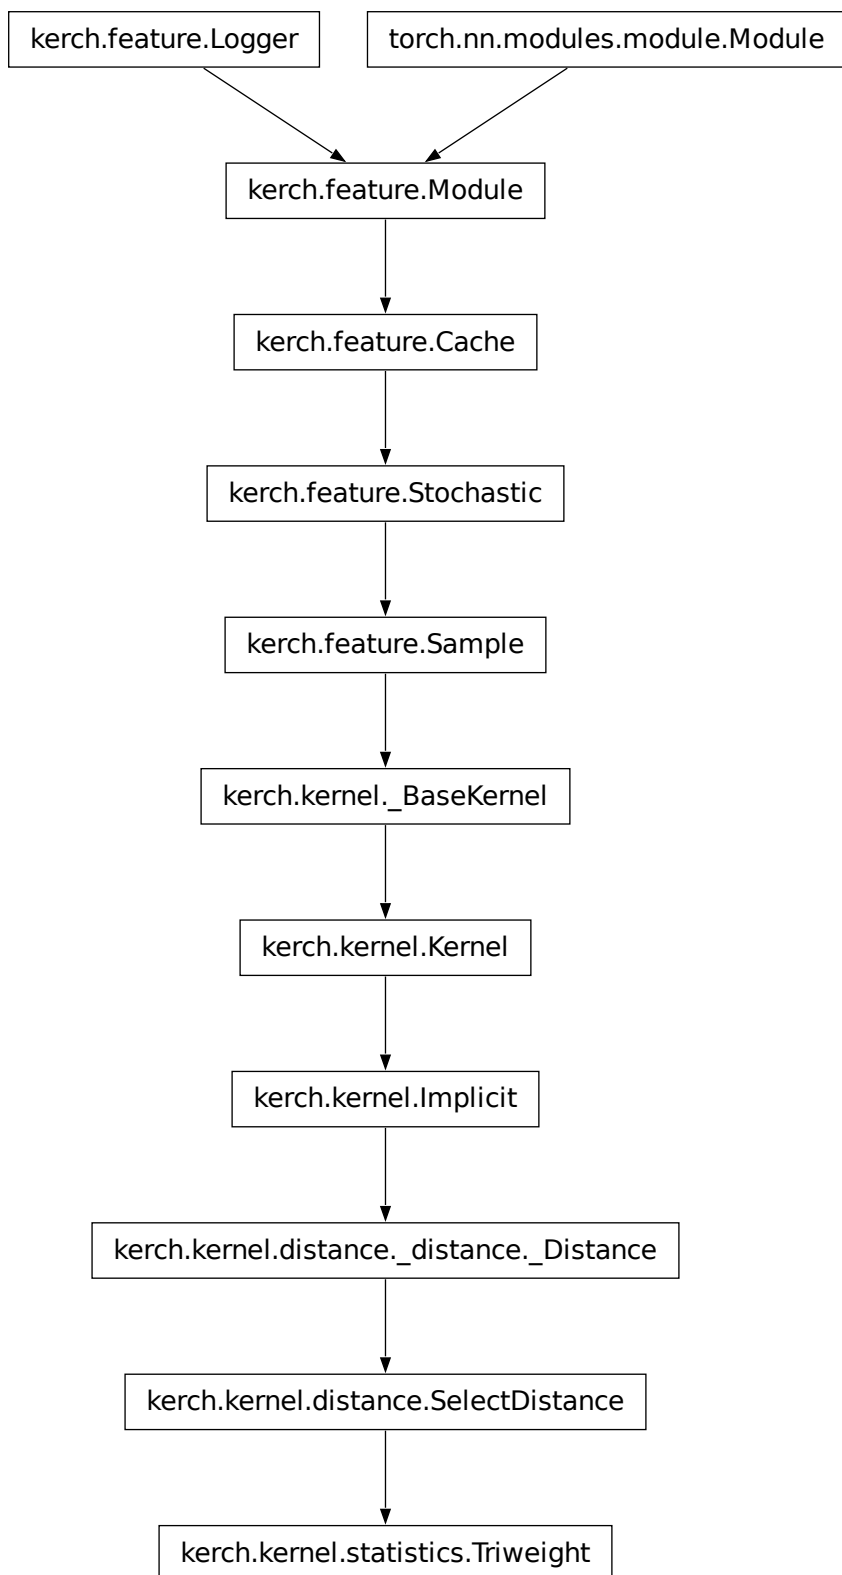 kerch.feature.Logger
torch.nn.modules.module.Module
kerch.feature.Module
kerch.feature.Cache
kerch.feature.Stochastic
kerch.feature.Sample
kerch.kernel._BaseKernel
kerch.kernel.Kernel
kerch.kernel.Implicit
kerch.kernel.distance._distance._Distance
kerch.kernel.distance.SelectDistance
kerch.kernel.statistics.Triweight